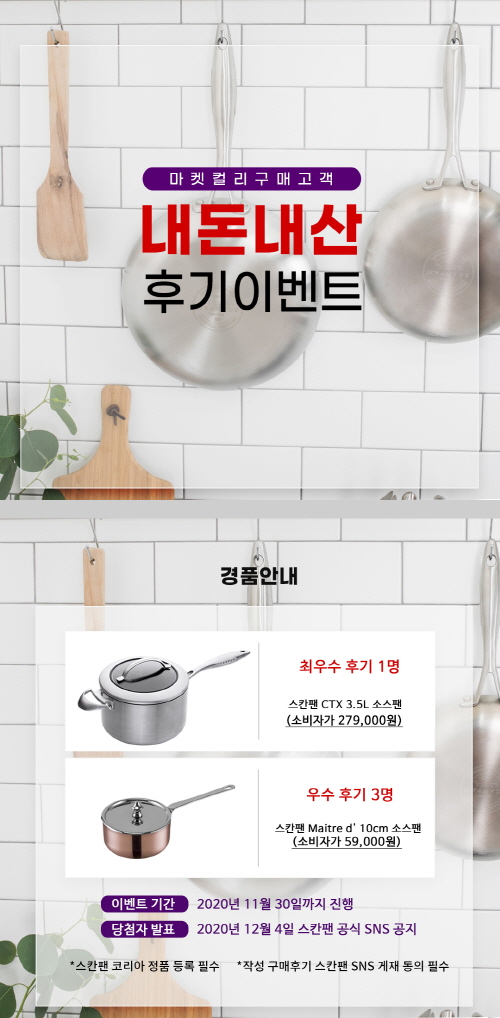 마켓컬리구매고객
내돈내산
후기이벤트
경품안내
최우수 후기 1명
스칸팬 CTX 3.5L 소스팬
(소비자가 279,000원)
우수 후기 3명
스칸팬 Maitre d' 10cm 소스팬
(소비자가 59,000원)
이벤트 기간 2020년 11월 30일까지 진행
당첨자 발표 2020년 12월 4일 스칸팬 공식 SNS 공지
*스칸팬 코리아 정품 등록 필수 *작성 구매후기 스칸팬 SNS 게재 동의 필수